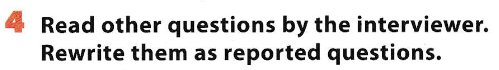 4 Read other questions by the interviewer.
Rewrite them as reported questions.